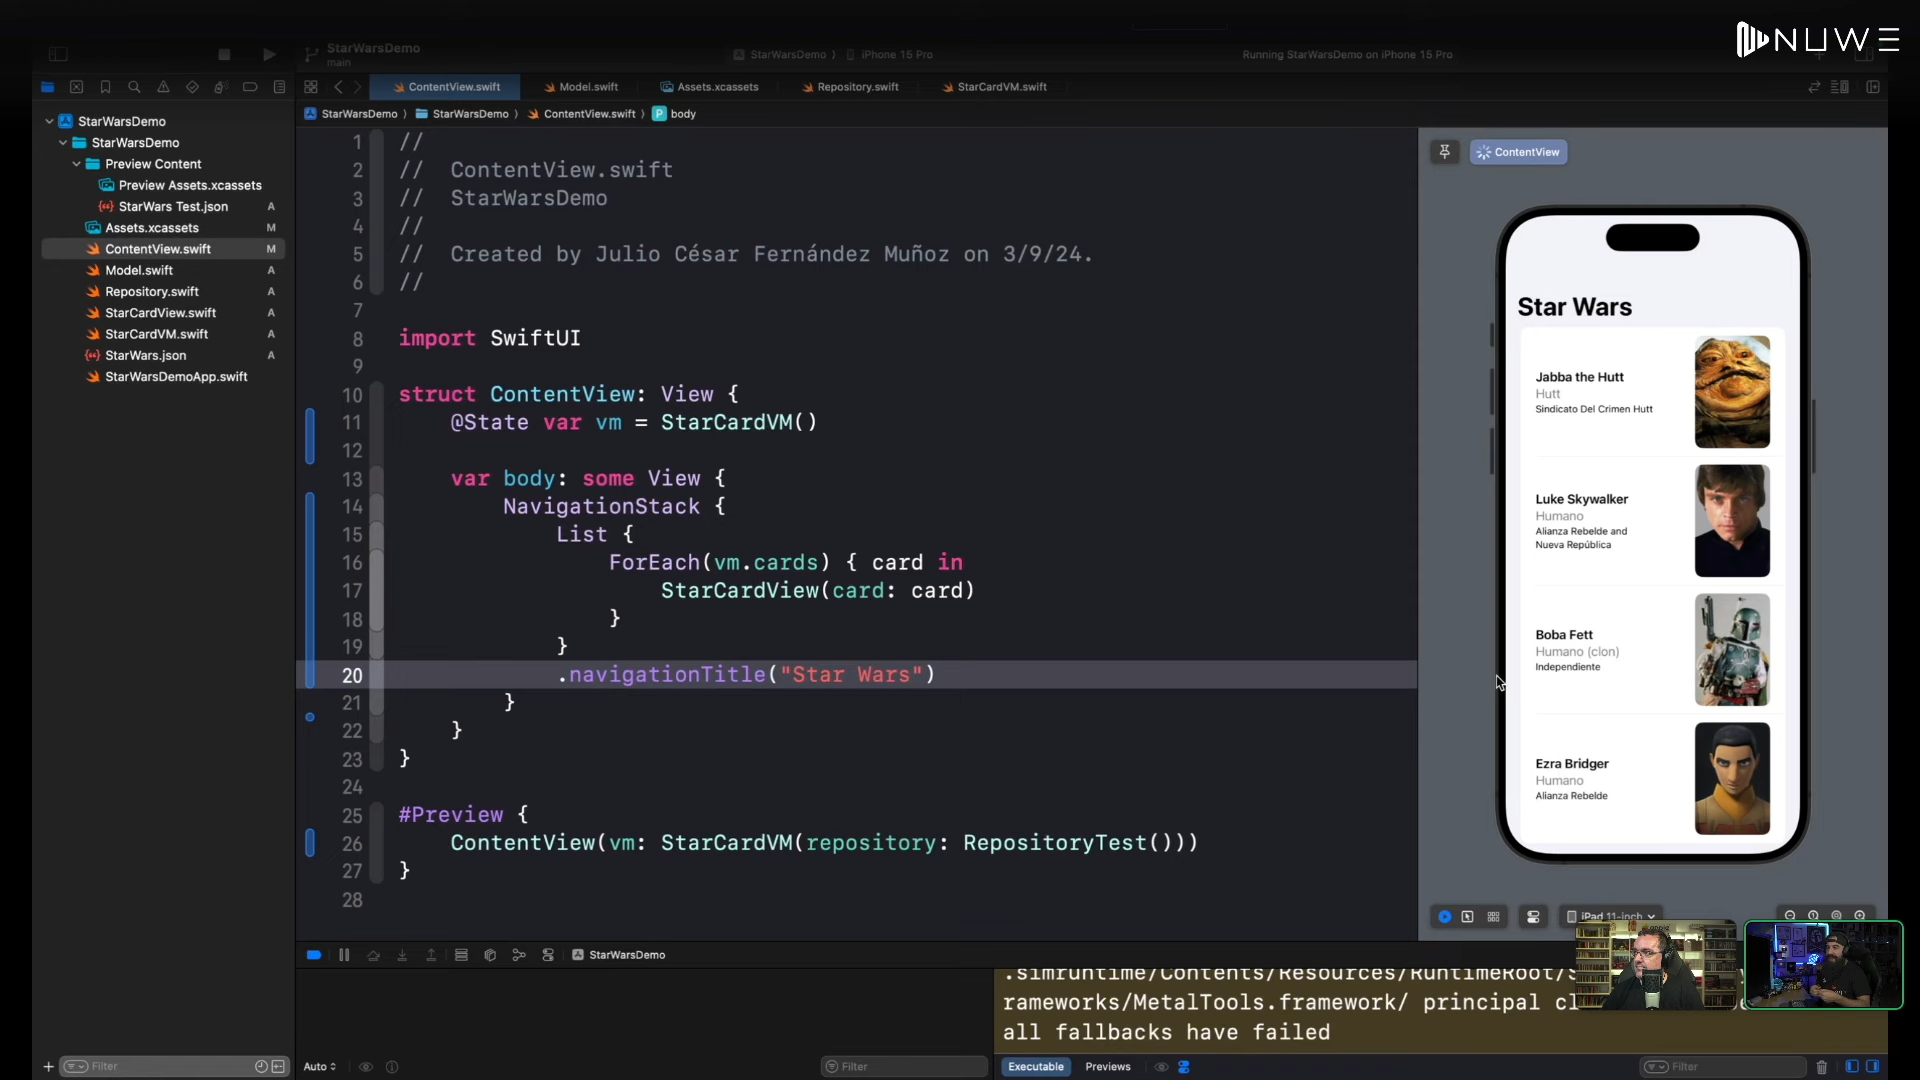 NUWE
StarWarsDemo
main
StarWarsDemo
iPhone 15 Pro
Running StarWarsDemo on iPhone 15 Pro
ContentView.swift
Model.swift
Assets.xcassets
Repository.swift
StarCardVM.swift
StarWarsDemo
StarWarsDemo
ContentView.swift
P body
StarWarsDemo
StarWarsDemo
Preview Content
Preview Assets.xcassets
StarWars Test.json A
Assets.xcassets M
ContentView.swift M
Model.swift A
Repository.swift A
StarCardView.swift A
StarCardVM.swift A
StarWars.json A
StarWarsDemoApp.swift
1 //
2 // ContentView.swift
3 // StarWarsDemo
4 //
5 // Created by Julio César Fernández Muñoz on 3/9/24.
6 //
7
8 import SwiftUI
9
10 struct ContentView: View {
11 @State var vm = StarCardVM()
12
13 var body: some View {
14 NavigationStack {
15 List {
16 ForEach(vm.cards) { card in
17 StarCardView(card: card)
18 }
19 }
20 .navigationTitle("Star Wars")
21 }
22 }
23 }
24
25 #Preview {
26 ContentView(vm: StarCardVM(repository: RepositoryTest()))
27 }
28
ContentView
Star Wars
Jabba the Hutt
Hutt
Sindicato Del Crimen Hutt
Luke Skywalker
Humano
Alianza Rebelde and
Nueva República
Boba Fett
Humano (clon)
Independiente
Ezra Bridger
Humano
Alianza Rebelde
iPad 11-inch
StarWarsDemo
.simruntime/Contents/Resources/RuntimeRoot/
rameworks/MetalTools.framework/ principal
all fallbacks have failed
Filter
Auto
Filter
Executable
Previews
Filter